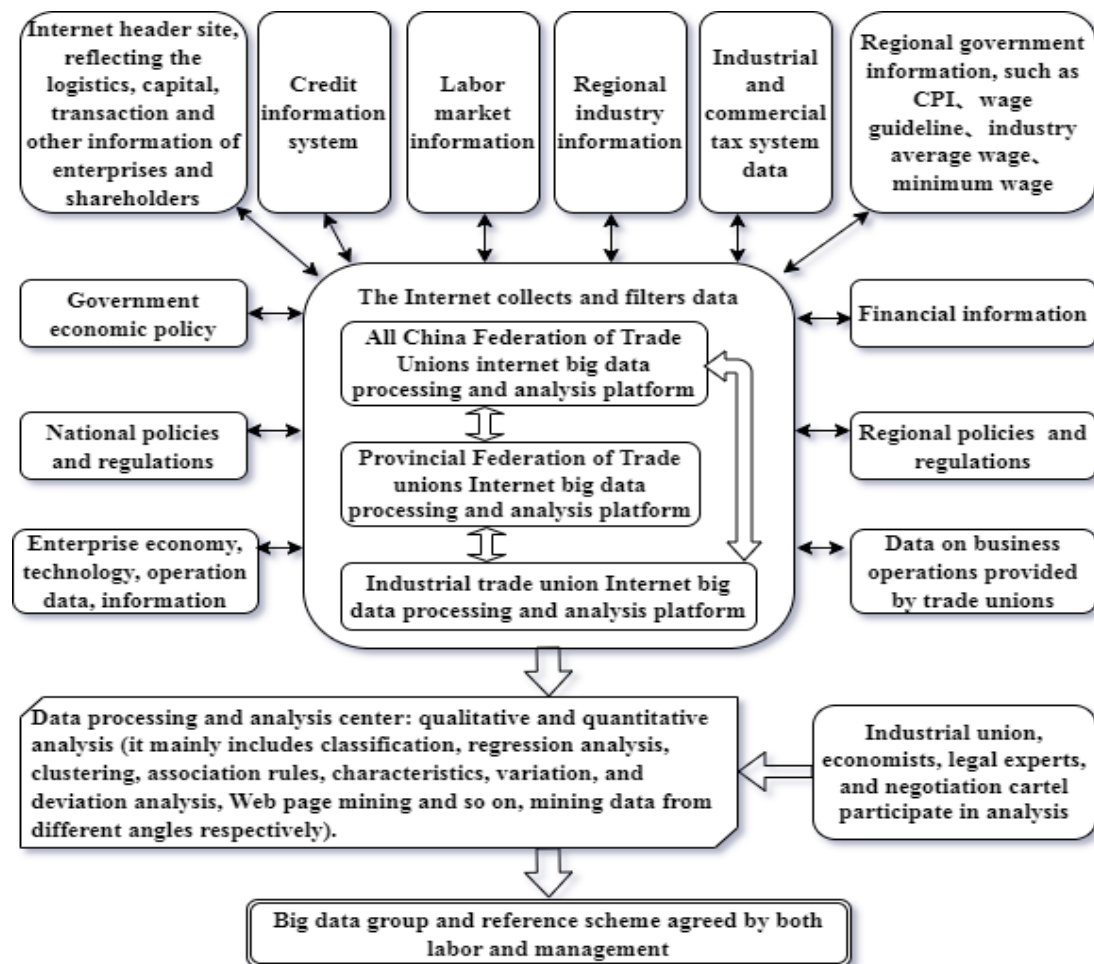 Internet header site,
reflecting the
logistics, capital,
transaction and
other information of
enterprises and
shareholders
Credit
information
system
Labor
market
information
Regional
industry
information
Industrial
and
commercial
tax system
data
Regional government
information, such as
CPI、wage
guideline、industry
average wage、
minimum wage
Government
economic policy
National policies
and regulations
Enterprise economy,
technology, operation
data, information
The Internet collects and filters data
All China Federation of Trade
Unions internet big data
processing and analysis platform
Provincial Federation of Trade
unions Internet big data
processing and analysis platform
Industrial trade union Internet big
data processing and analysis platform
Financial information
Regional policies and
regulations
Data on business
operations provided
by trade unions
Data processing and analysis center: qualitative and quantitative
analysis (it mainly includes classification, regression analysis,
clustering, association rules, characteristics, variation, and
deviation analysis, Web page mining and so on, mining data from
different angles respectively).
Industrial union,
economists, legal experts,
and negotiation cartel
participate in analysis
Big data group and reference scheme agreed by both
labor and management